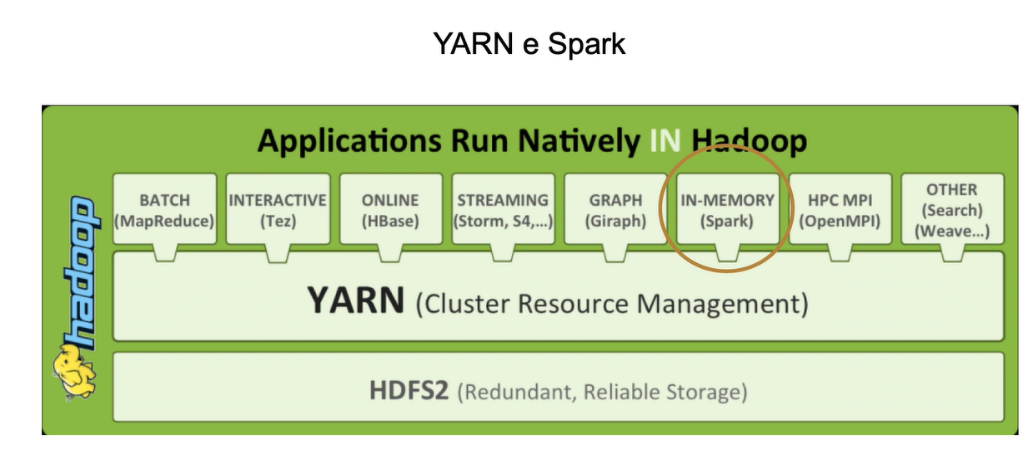 YARN e Spark
Applications Run Natively IN Hadoop
hadoop
BATCH
(MapReduce)
INTERACTIVE
(Tez)
ONLINE
(HBase)
STREAMING
(Storm, S4,...)
GRAPH
(Giraph)
IN-MEMORY
(Spark)
HPC MPI
(OpenMPI)
OTHER
(Search)
(Weave...)
YARN (Cluster Resource Management)
HDFS2 (Redundant, Reliable Storage)